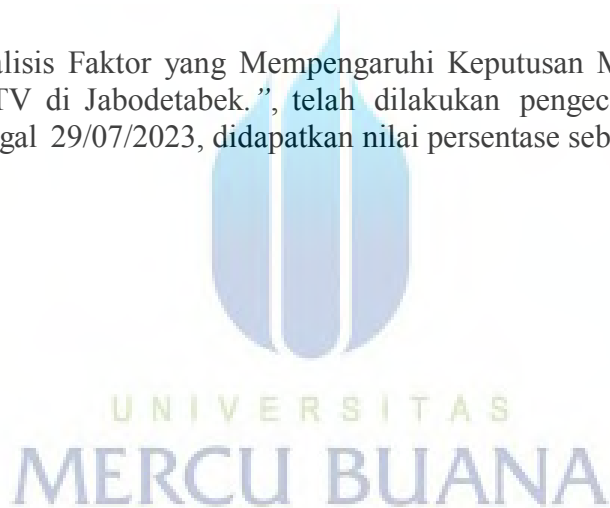 alisis Faktor yang Mempengaruhi Keputusan M
TV di Jabodetabek.”, telah dilakukan pengec
gal 29/07/2023, didapatkan nilai persentase seb
UNIVERSITAS
MERCU BUANA